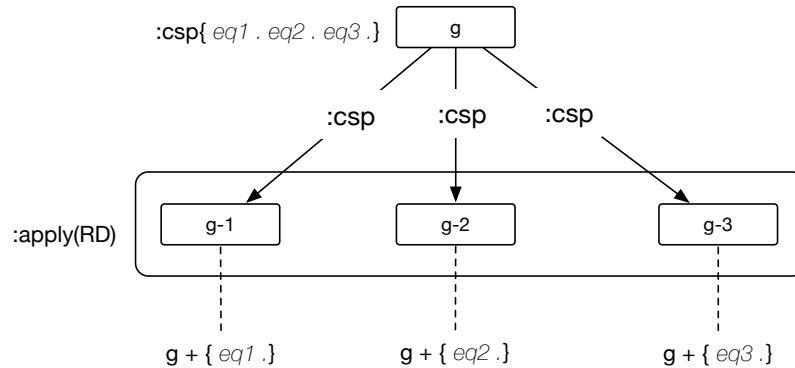 :csp{ eq1 . eq2 . eq3 .}
g
:csp
:csp
:csp
:apply(RD)
g-1
g-2
g-3
g + { eq1 .}
g + { eq2 .}
g + { eq3 .}